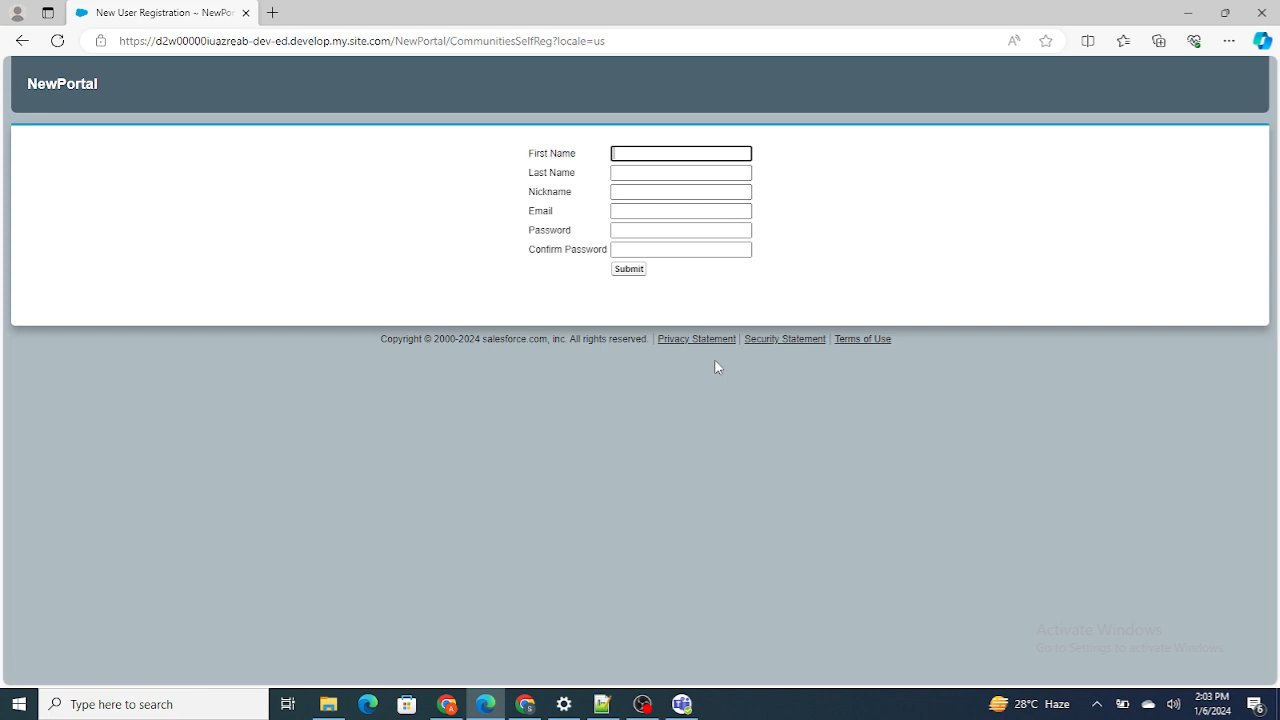 New User Registration ~ NewPo
https://d2w00000iuazreab-dev-ed.develop.my.site.com/NewPortal/CommunitiesSelfReg?locale=us
NewPortal
First Name
Last Name
Nickname
Email
Password
Confirm Password
Submit
Copyright © 2000-2024 salesforce.com, inc. All rights reserved. | Privacy Statement | Security Statement | Terms of Use
Activate Windows
Go to Settings to activate Windows.
Type here to search
28°C Haze
2:03 PM
1/6/2024
6